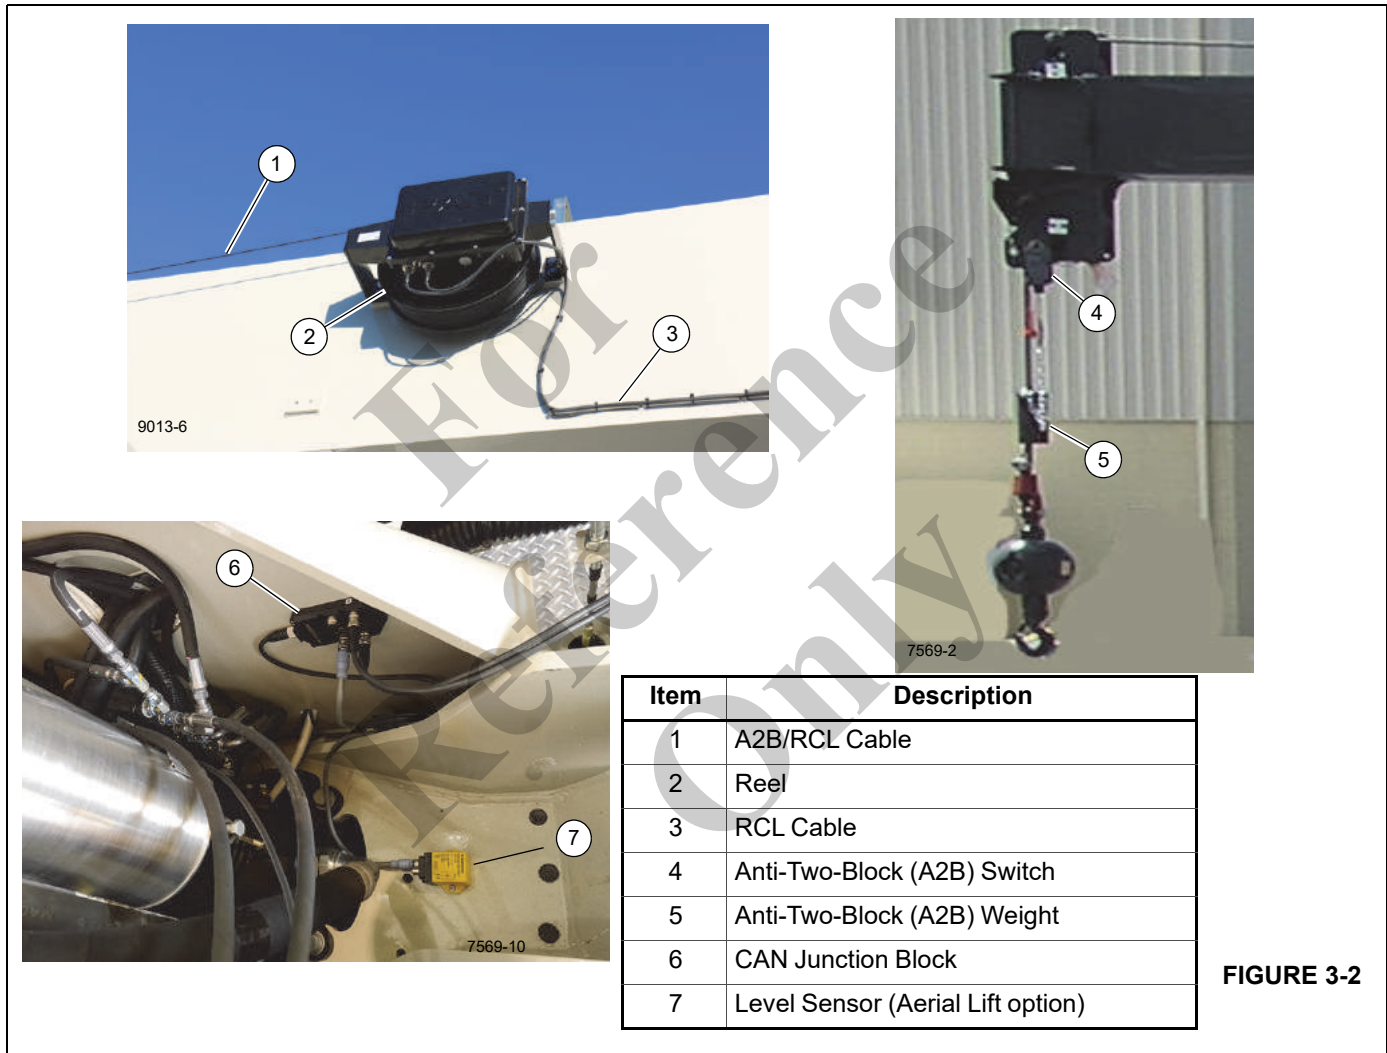 1
2
3
9013-6
4
5
7569-2
6
7
7569-10
Item Description
1 A2B/RCL Cable
2 Reel
3 RCL Cable
4 Anti-Two-Block (A2B) Switch
5 Anti-Two-Block (A2B) Weight
6 CAN Junction Block
7 Level Sensor (Aerial Lift option)
FIGURE 3-2
For
Reference
Only